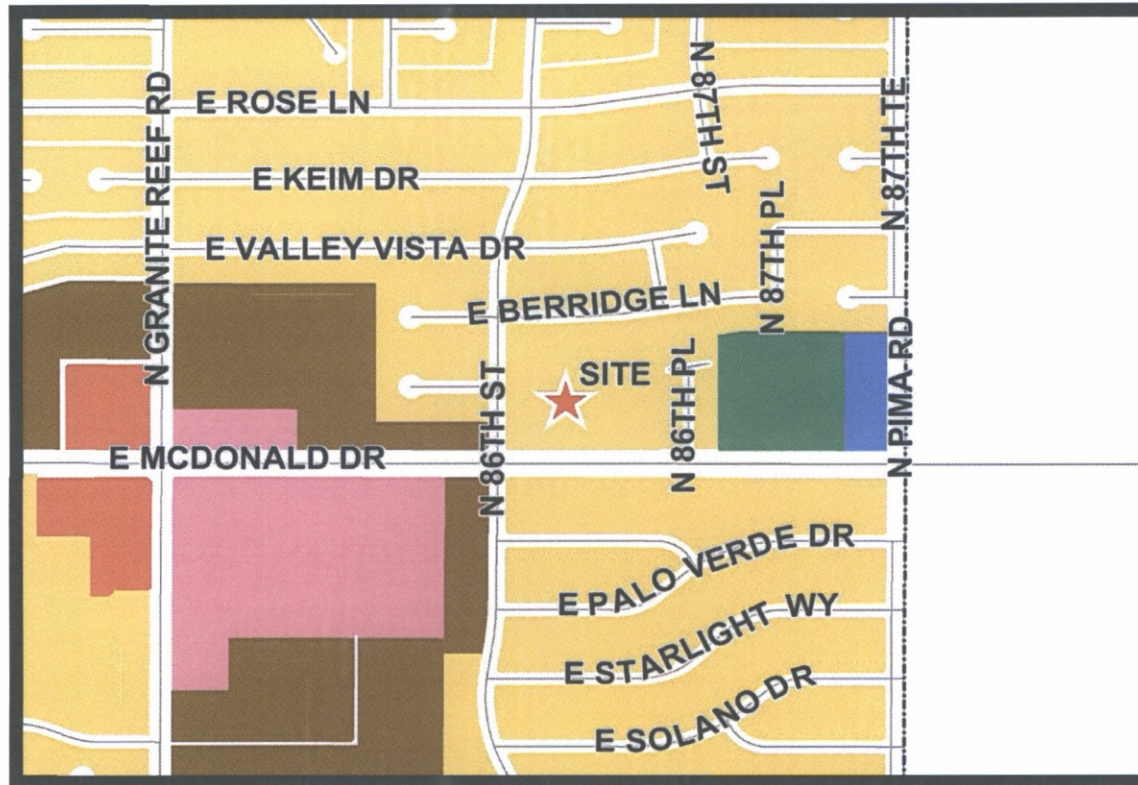 N 87TH ST
N 87TH TE
E ROSE LN
N GRANITE REEF RD
E KEIM DR
N 87TH PL
E VALLEY VISTA DR
E BERRIDGE LN
N PIMA RD
SITE
N 86TH PL
N 86TH ST
E MCDONALD DR
E PALO VERDE DR
E STARLIGHT WY
E SOLANO DR